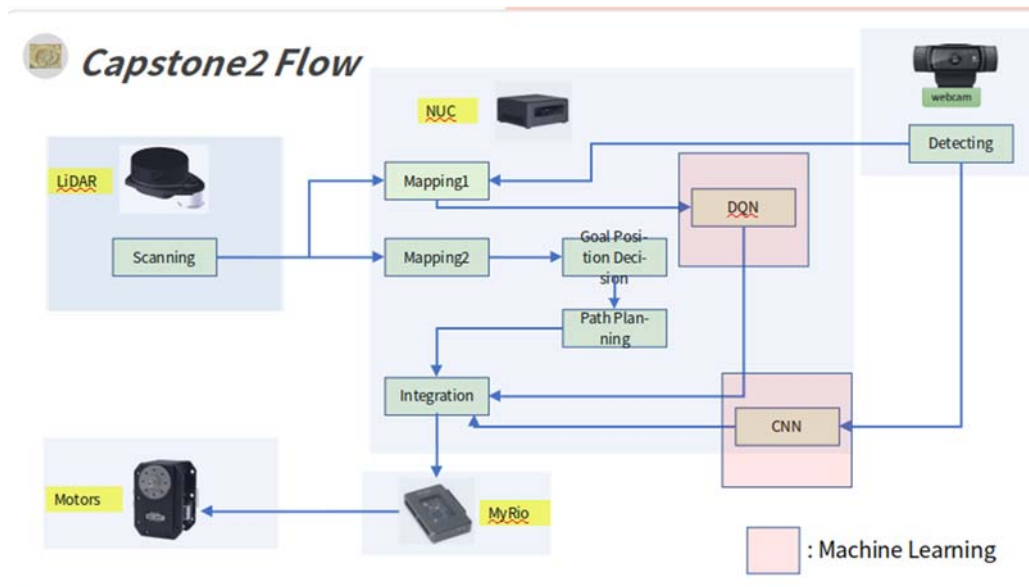 Capstone2 Flow
NUC
webcam
LiDAR
Mapping1
Detecting
DQN
Scanning
Mapping2
Goal Posi-
tion Deci-
sion
Path Plan-
ning
Integration
CNN
Motors
MyRio
: Machine Learning